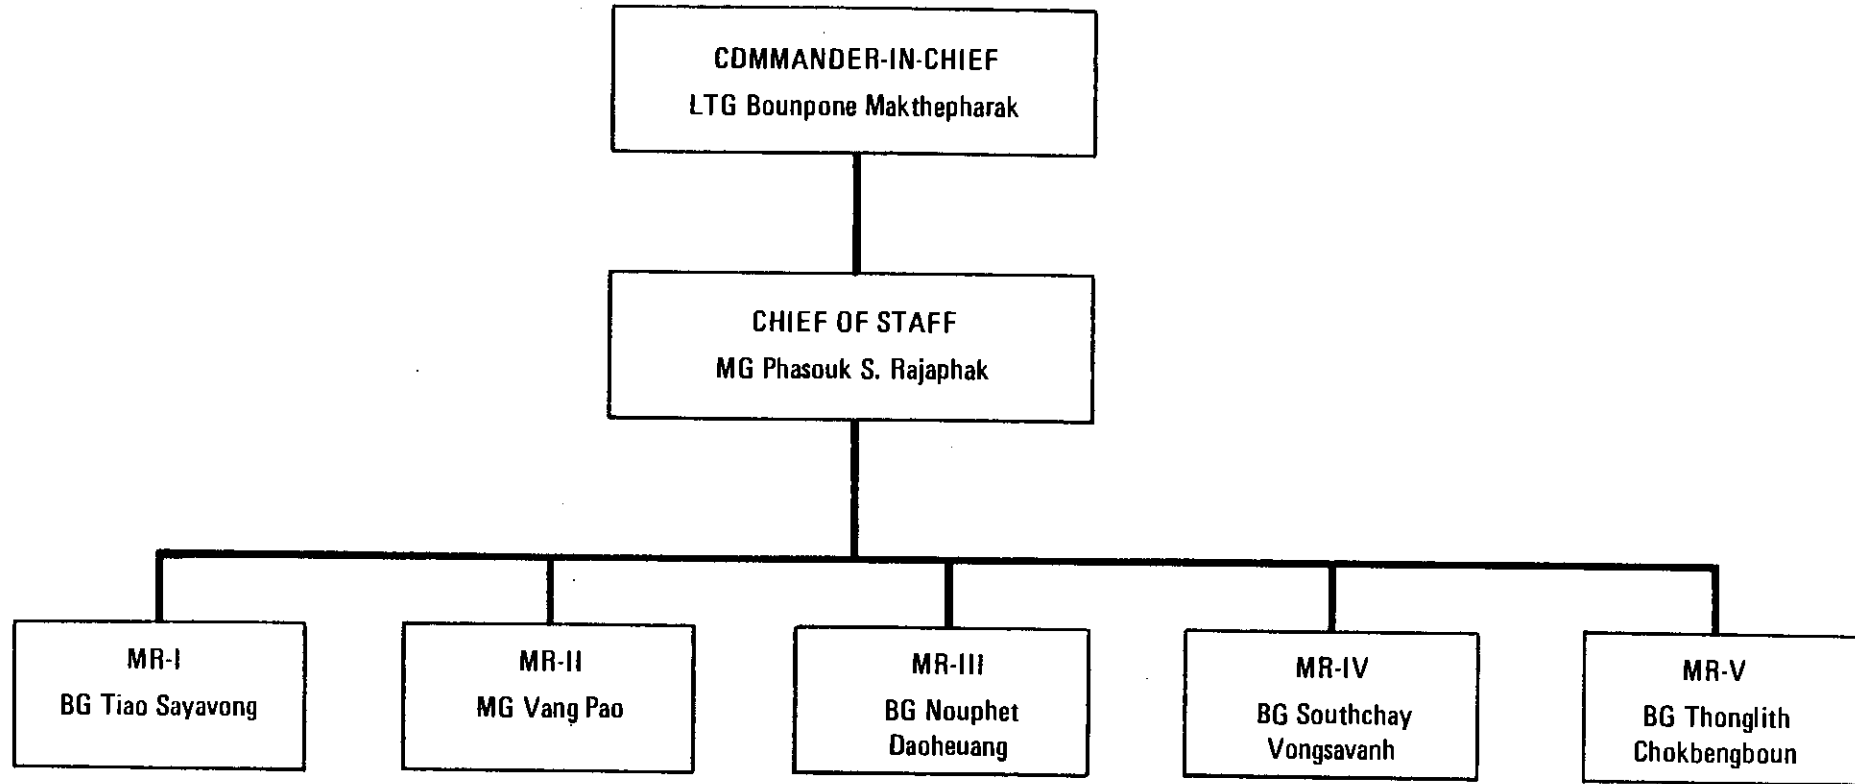 COMMANDER-IN-CHIEF
LTG Bounpone Makthepharak
CHIEF OF STAFF
MG Phasouk S. Rajaphak
MR-I
BG Tiao Sayavong
MR-II
MG Vang Pao
MR-III
BG Nouphet
Daoheuang
MR-IV
BG Southchay
Vongsavanh
MR-V
BG Thonglith
Chokbengboun